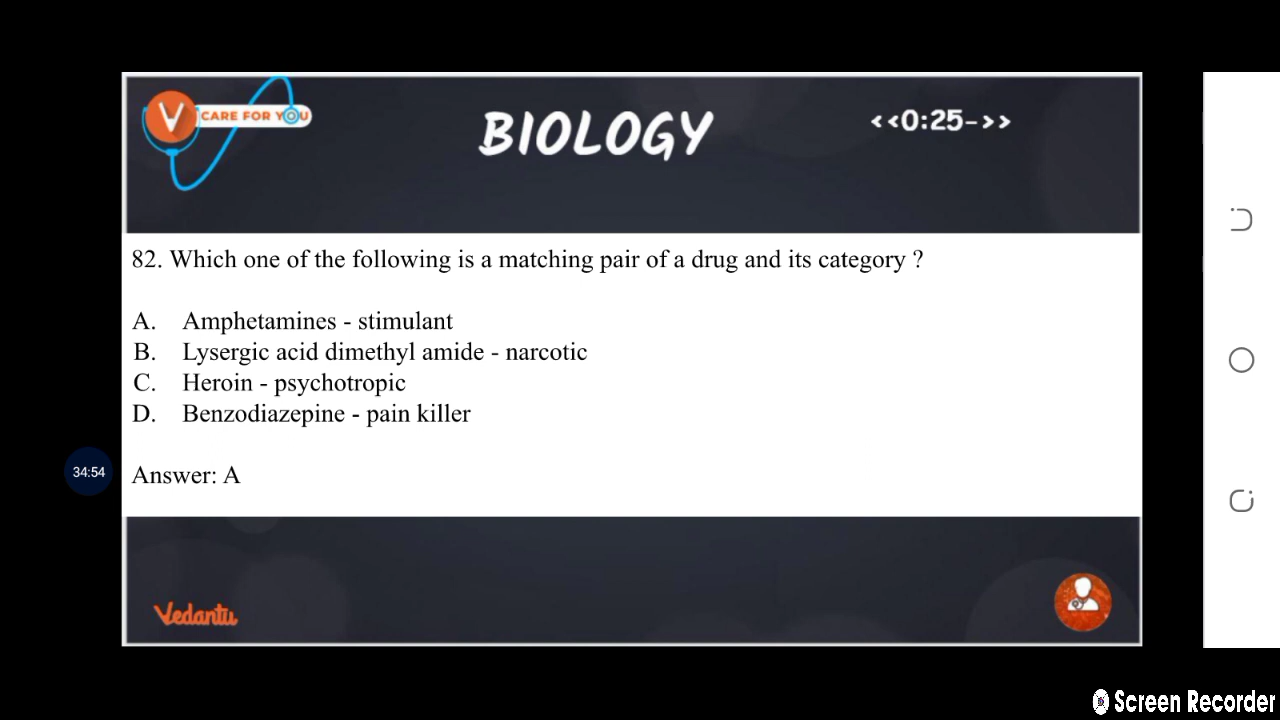 CARE FOR YOU
BIOLOGY
<<0:25->>
82. Which one of the following is a matching pair of a drug and its category ?
A. Amphetamines - stimulant
B. Lysergic acid dimethyl amide - narcotic
C. Heroin - psychotropic
D. Benzodiazepine - pain killer
34:54
Answer: A
Vedantu
Screen Recorder